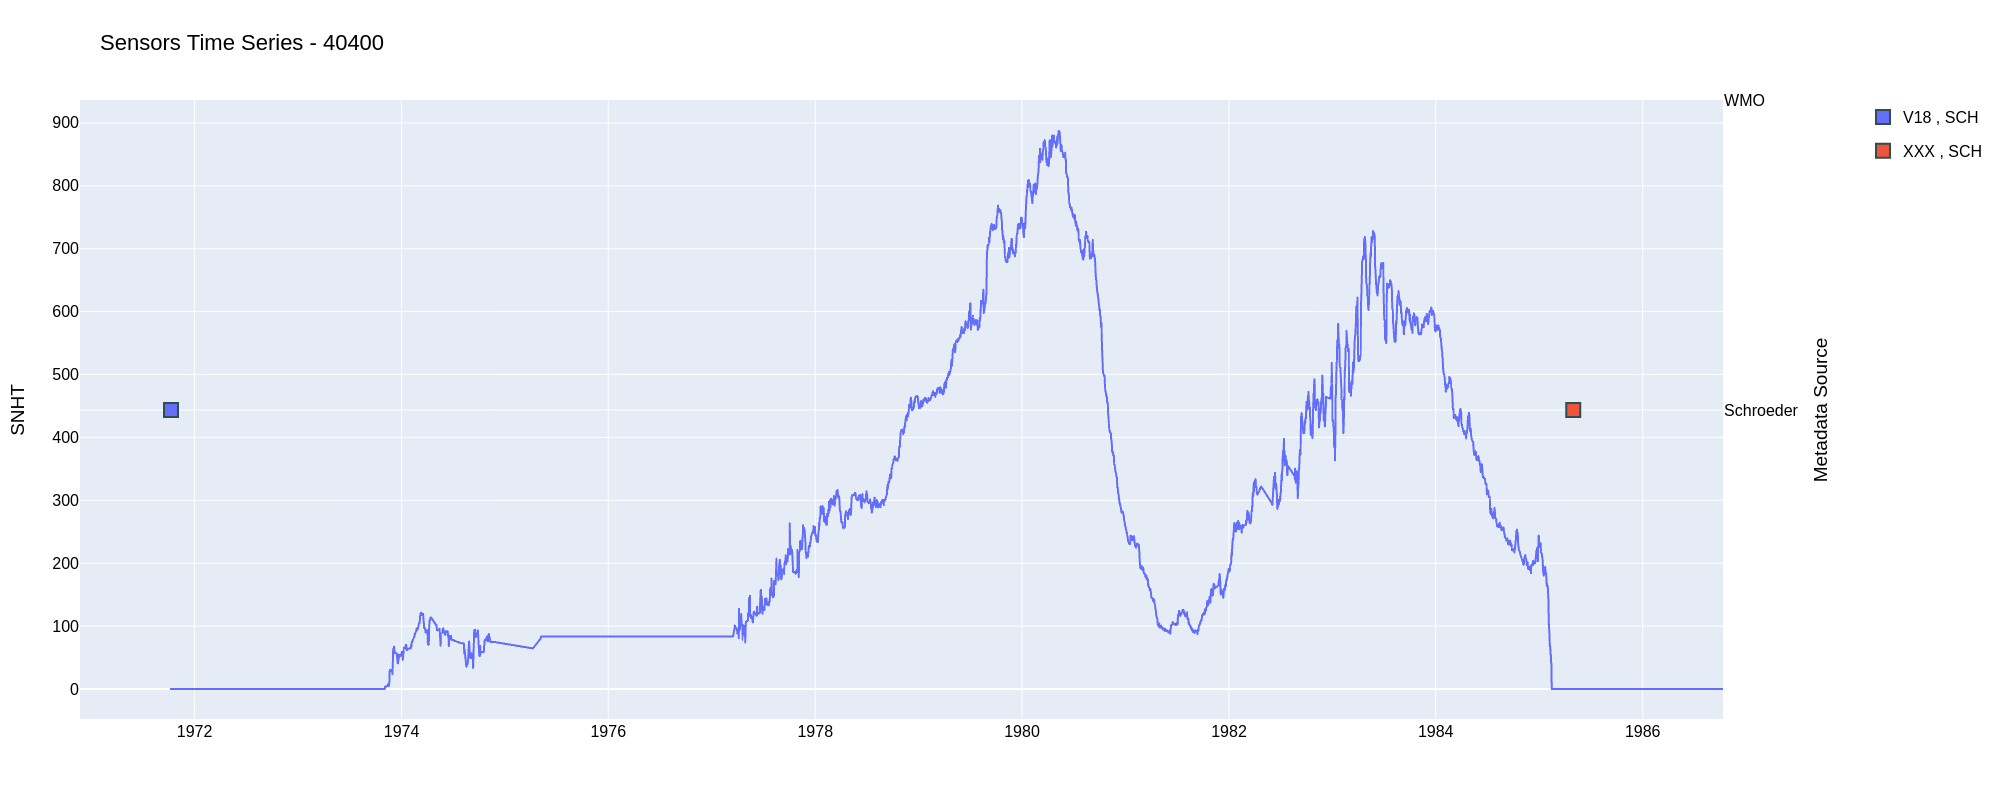 Sensors Time Series - 40400
WMO
V18 , SCH
XXX , SCH
900
800
700
600
500
400
300
200
100
0
SNHT
Schroeder
Metadata Source
1972
1974
1976
1978
1980
1982
1984
1986